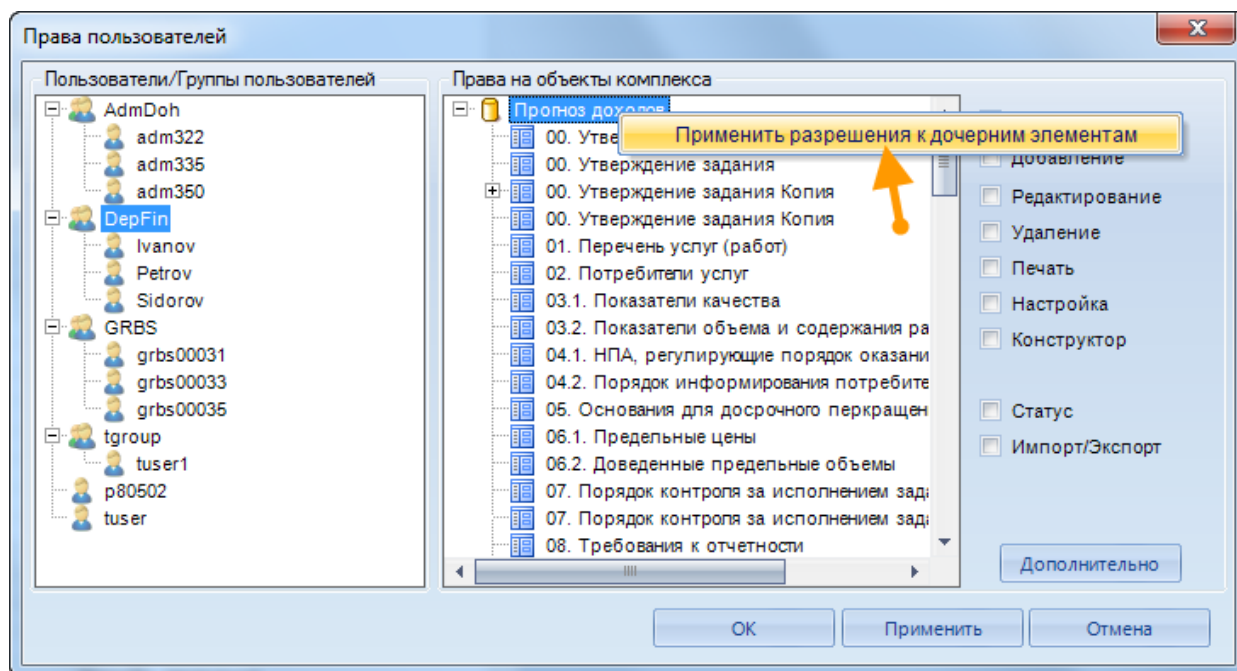 Права пользователей
x
Пользователи/Группы пользователей
AdmDoh
adm322
adm335
adm350
DepFin
Ivanov
Petrov
Sidorov
GRBS
grbs00031
grbs00033
grbs00035
tgroup
tuser1
p80502
tuser
Права на объекты комплекса
Прогноз доходов
Применить разрешения к дочерним элементам
00. Утве
00. Утверждение задания
00. Утверждение задания Копия
00. Утверждение задания Копия
01. Перечень услуг (работ)
02. Потребители услуг
03.1. Показатели качества
03.2. Показатели объема и содержания ра
04.1. НПА, регулирующие порядок оказани
04.2. Порядок информирования потребите
05. Основания для досрочного перкращен
06.1. Предельные цены
06.2. Доведенные предельные объемы
07. Порядок контроля за исполнением зада
07. Порядок контроля за исполнением зада
08. Требования к отчетности
Добавление
Редактирование
Удаление
Печать
Настройка
Конструктор
Статус
Импорт/Экспорт
Дополнительно
ОК
Применить
Отмена